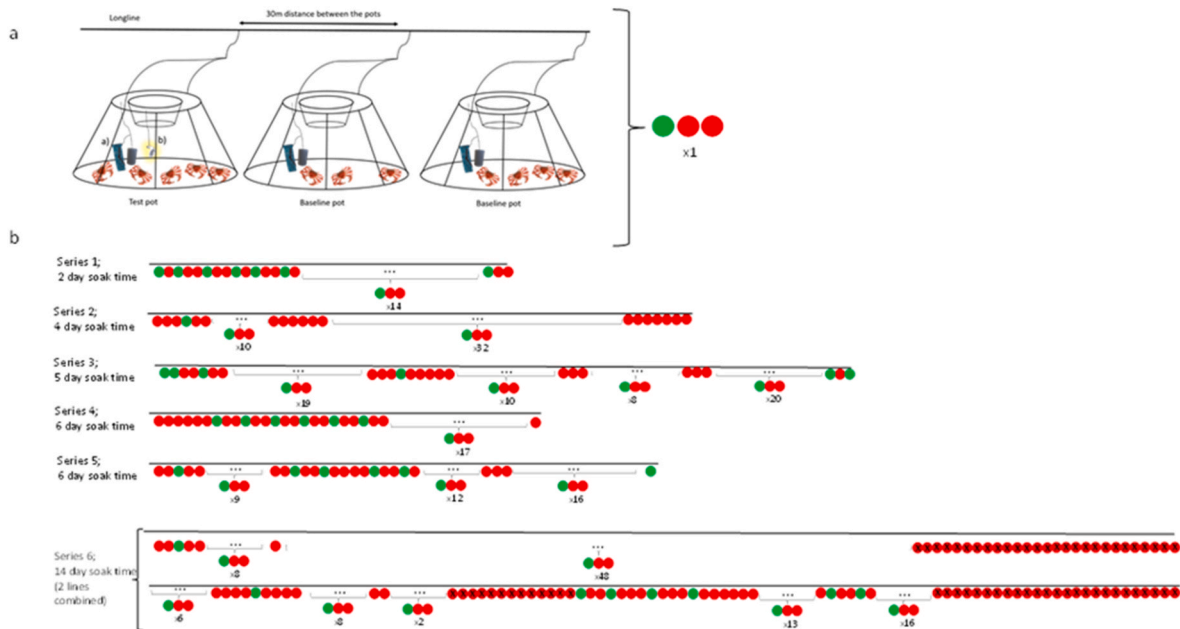 a
Longline
30m distance between the pots
a)
b)
Test pot
Baseline pot
Baseline pot
x1
b
Series 1;
2 day soak time
...
x14
Series 2;
4 day soak time
...
x10
...
x32
Series 3;
5 day soak time
...
x19
...
x10
...
x8
...
x20
Series 4;
6 day soak time
...
x17
Series 5;
6 day soak time
...
x9
...
x12
...
x16
Series 6;
14 day soak time
(2 lines
combined)
...
x8
...
x48
...
x6
...
x8
...
x2
...
x13
...
x16